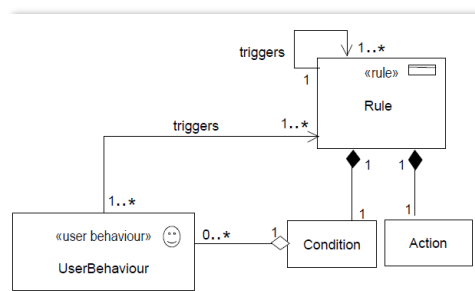 triggers
1..*
1
«rule»
Rule
triggers
1..*
1
1
1..*
1
1
«user behaviour»
UserBehaviour
0..*
1
Condition
Action